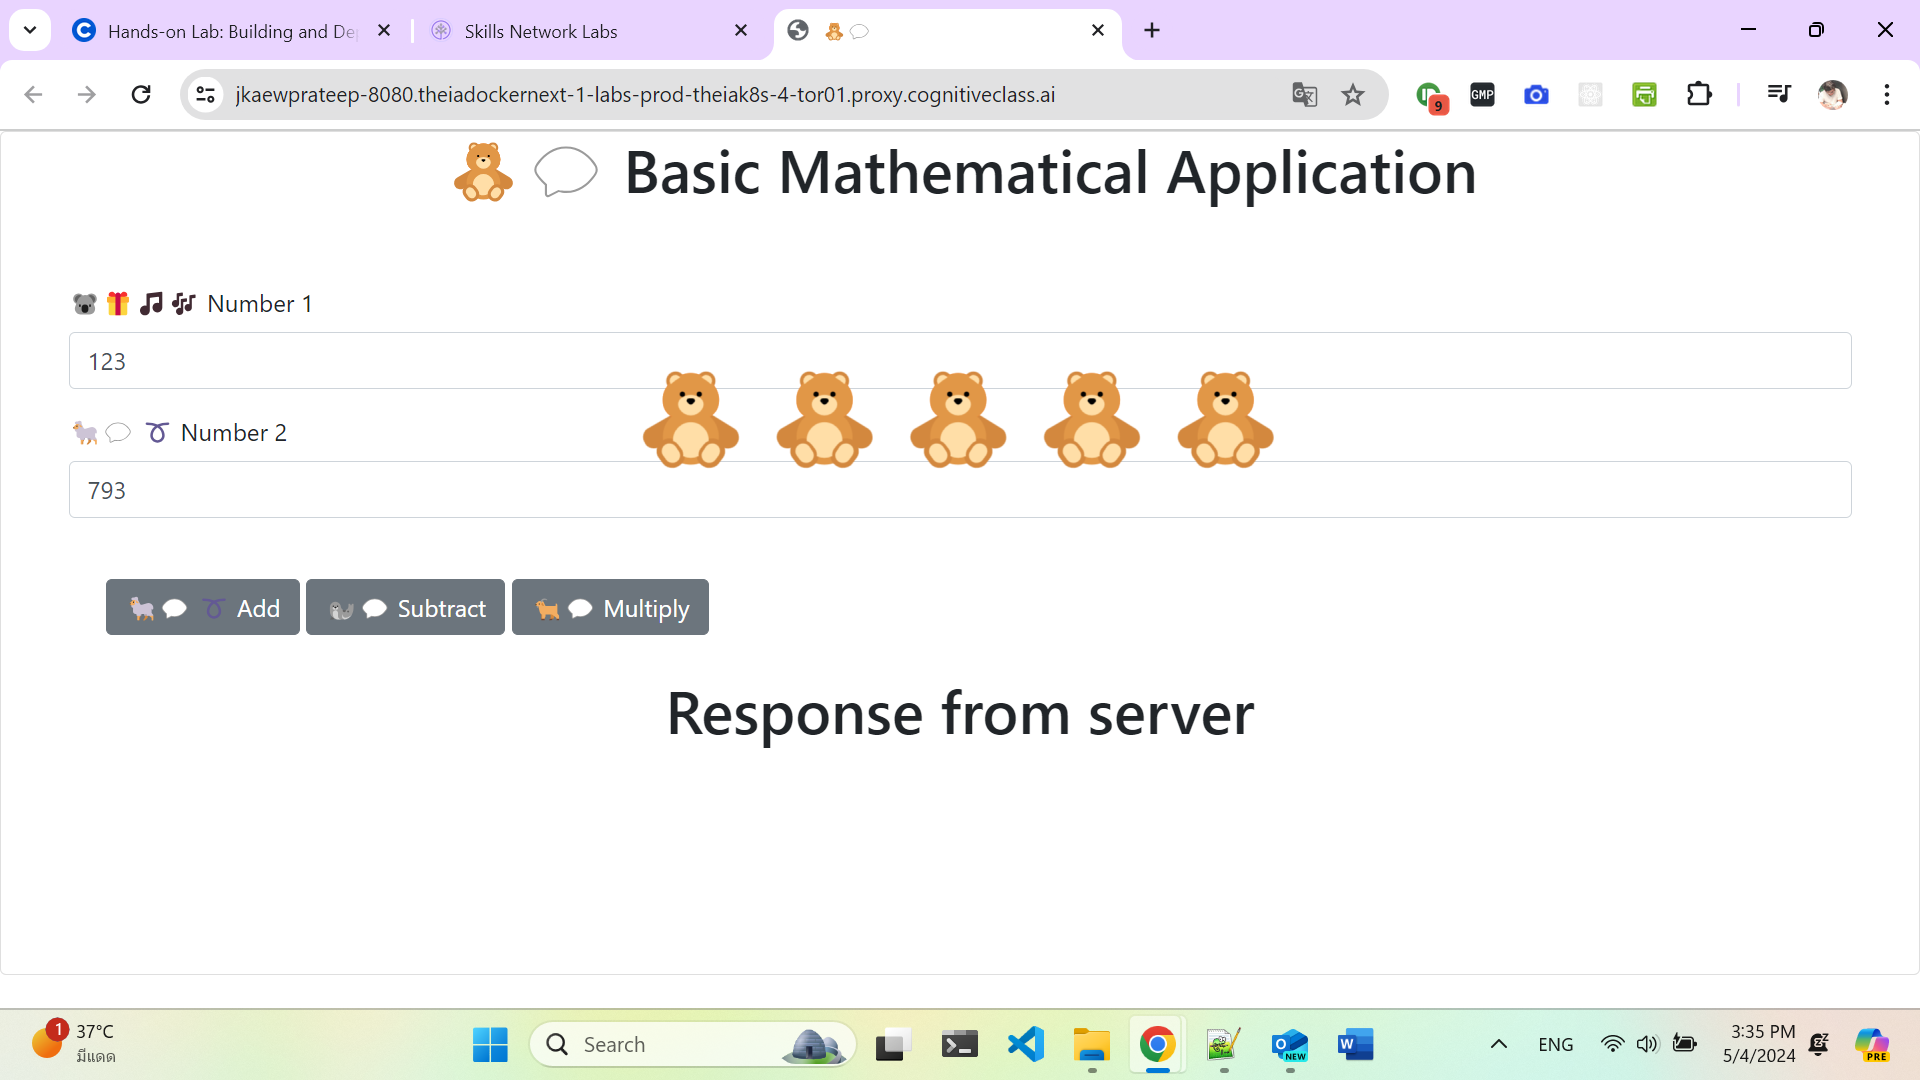 Hands-on Lab: Building and De
Skills Network Labs
🧸💭
jkaewprateep-8080.theiadockernext-1-labs-prod-theiak8s-4-tor01.proxy.cognitiveclass.ai
9
GMP
🧸 💭 Basic Mathematical Application
🐨🎁🎵🎶 Number 1
123
🐑💬 ➰ Number 2
793
🐑💬 ➰ Add
🦭💬 Subtract
🐕💬 Multiply
Response from server
1
37°C
มีแดด
Search
NEW
ENG
3:35 PM
5/4/2024
PRE